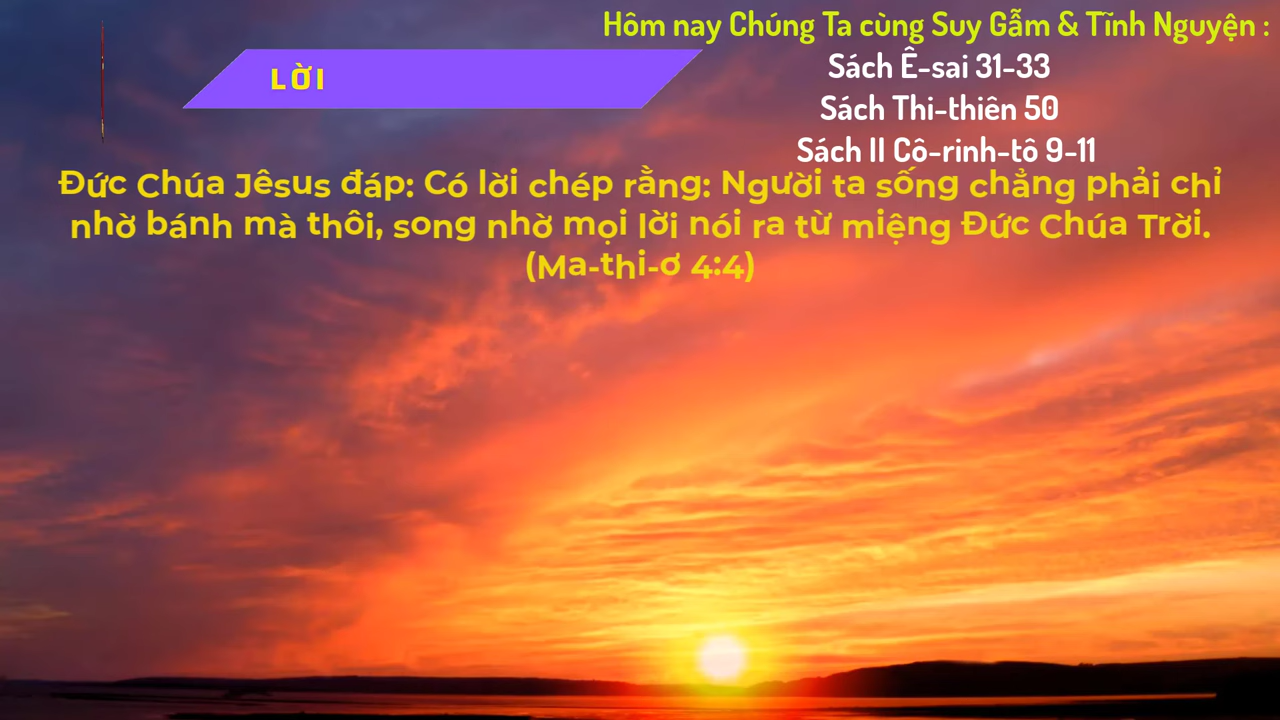 Hôm nay Chúng Ta cùng Suy Gẫm & Tĩnh Nguyện :
LỜI
Sách Ê-sai 31-33
Sách Thi-thiên 50
Sách II Cô-rinh-tô 9-11
Đức Chúa Jêsus đáp: Có lời chép rằng: Người ta sống chẳng phải chỉ
nhờ bánh mà thôi, song nhờ mọi lời nói ra từ miệng Đức Chúa Trời.
(Ma-thi-ơ 4:4)